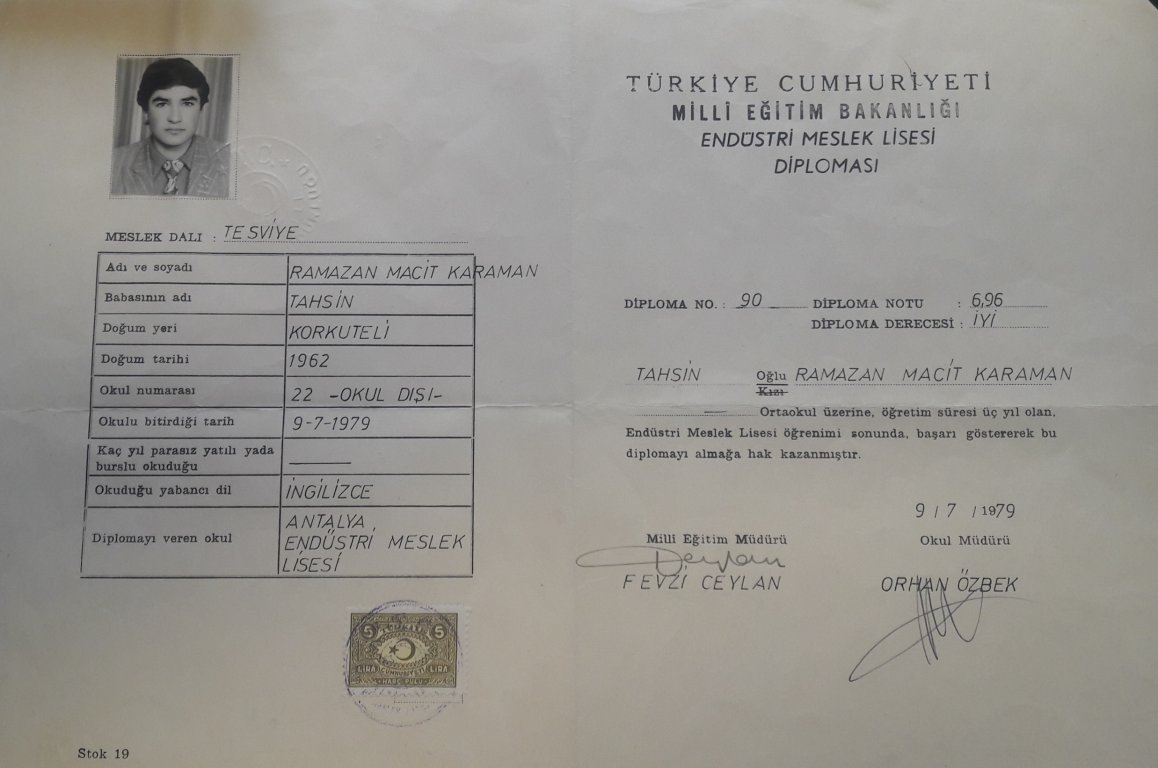 TÜRKİYE CUMHURİYETİ
MİLLÎ EĞİTİM BAKANLIĞI
ENDÜSTRİ MESLEK LİSESİ
DİPLOMASI
MESLEK DALI : TESVİYE
Adı ve soyadı RAMAZAN MACİT KARAMAN
Babasının adı TAHSİN
Doğum yeri KORKUTELİ
Doğum tarihi 1962
Okul numarası 22 -OKUL DIŞI-
Okulu bitirdiği tarih 9-7-1979
Kaç yıl parasız yatılı yada
burslu okuduğu
Okuduğu yabancı dil İNGİLİZCE
Diplomayı veren okul ANTALYA
ENDÜSTRİ MESLEK
LİSESİ
5 5
LİRA CUMHURİYETİ LİRA
HARÇ PULU
Stok 19
DİPLOMA NO. : 90 DİPLOMA NOTU : 6,96
DİPLOMA DERECESİ : İYİ
TAHSİN Oğlu RAMAZAN MACİT KARAMAN
Kızı
— Ortaokul üzerine, öğretim süresi üç yıl olan,
Endüstri Meslek Lisesi öğrenimi sonunda, başarı göstererek bu
diplomayı almağa hak kazanmıştır.
9 / 7 / 1979
Milli Eğitim Müdürü Okul Müdürü
FEVZİ CEYLAN ORHAN ÖZBEK